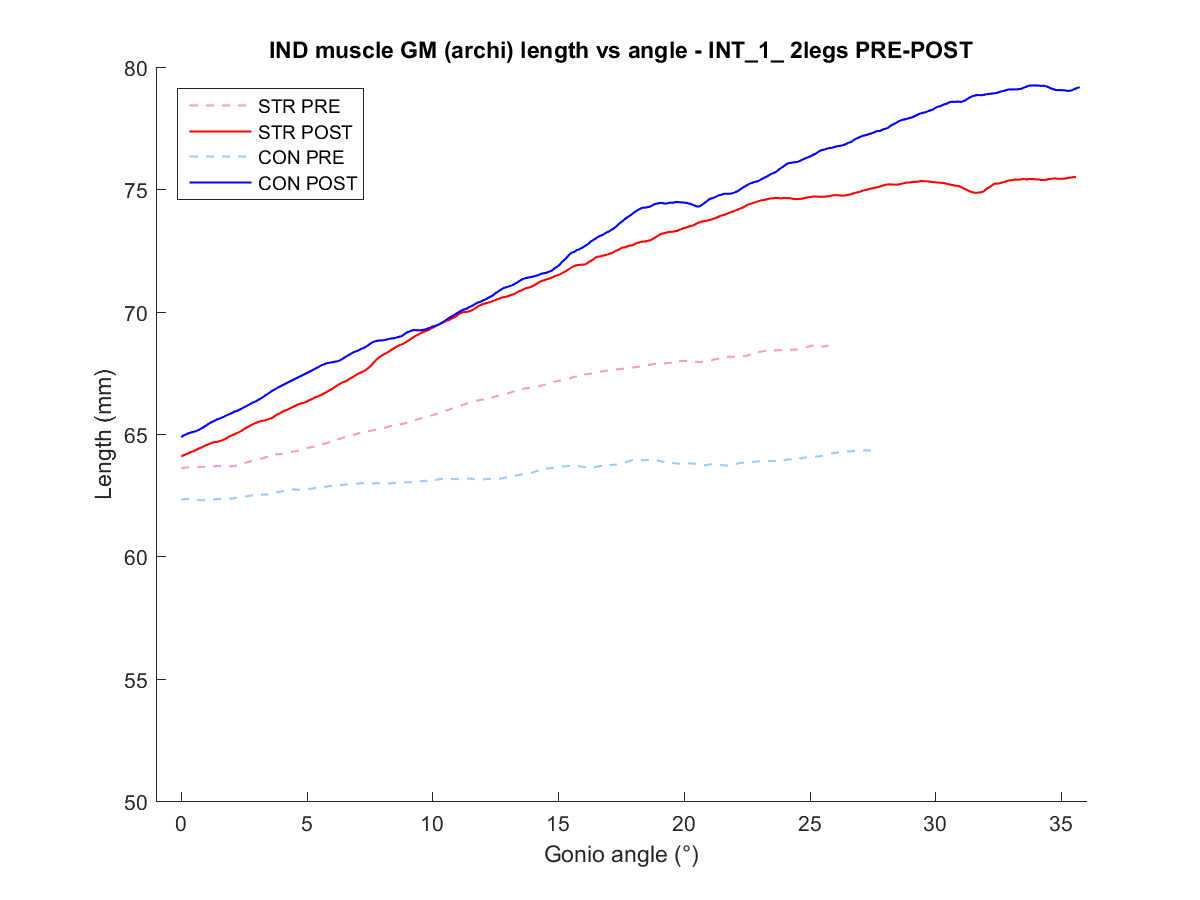 IND muscle GM (archi) length vs angle - INT_1_ 2legs PRE-POST
80
75
70
65
60
55
50
Length (mm)
STR PRE
STR POST
CON PRE
CON POST
0 5 10 15 20 25 30 35
Gonio angle (°)